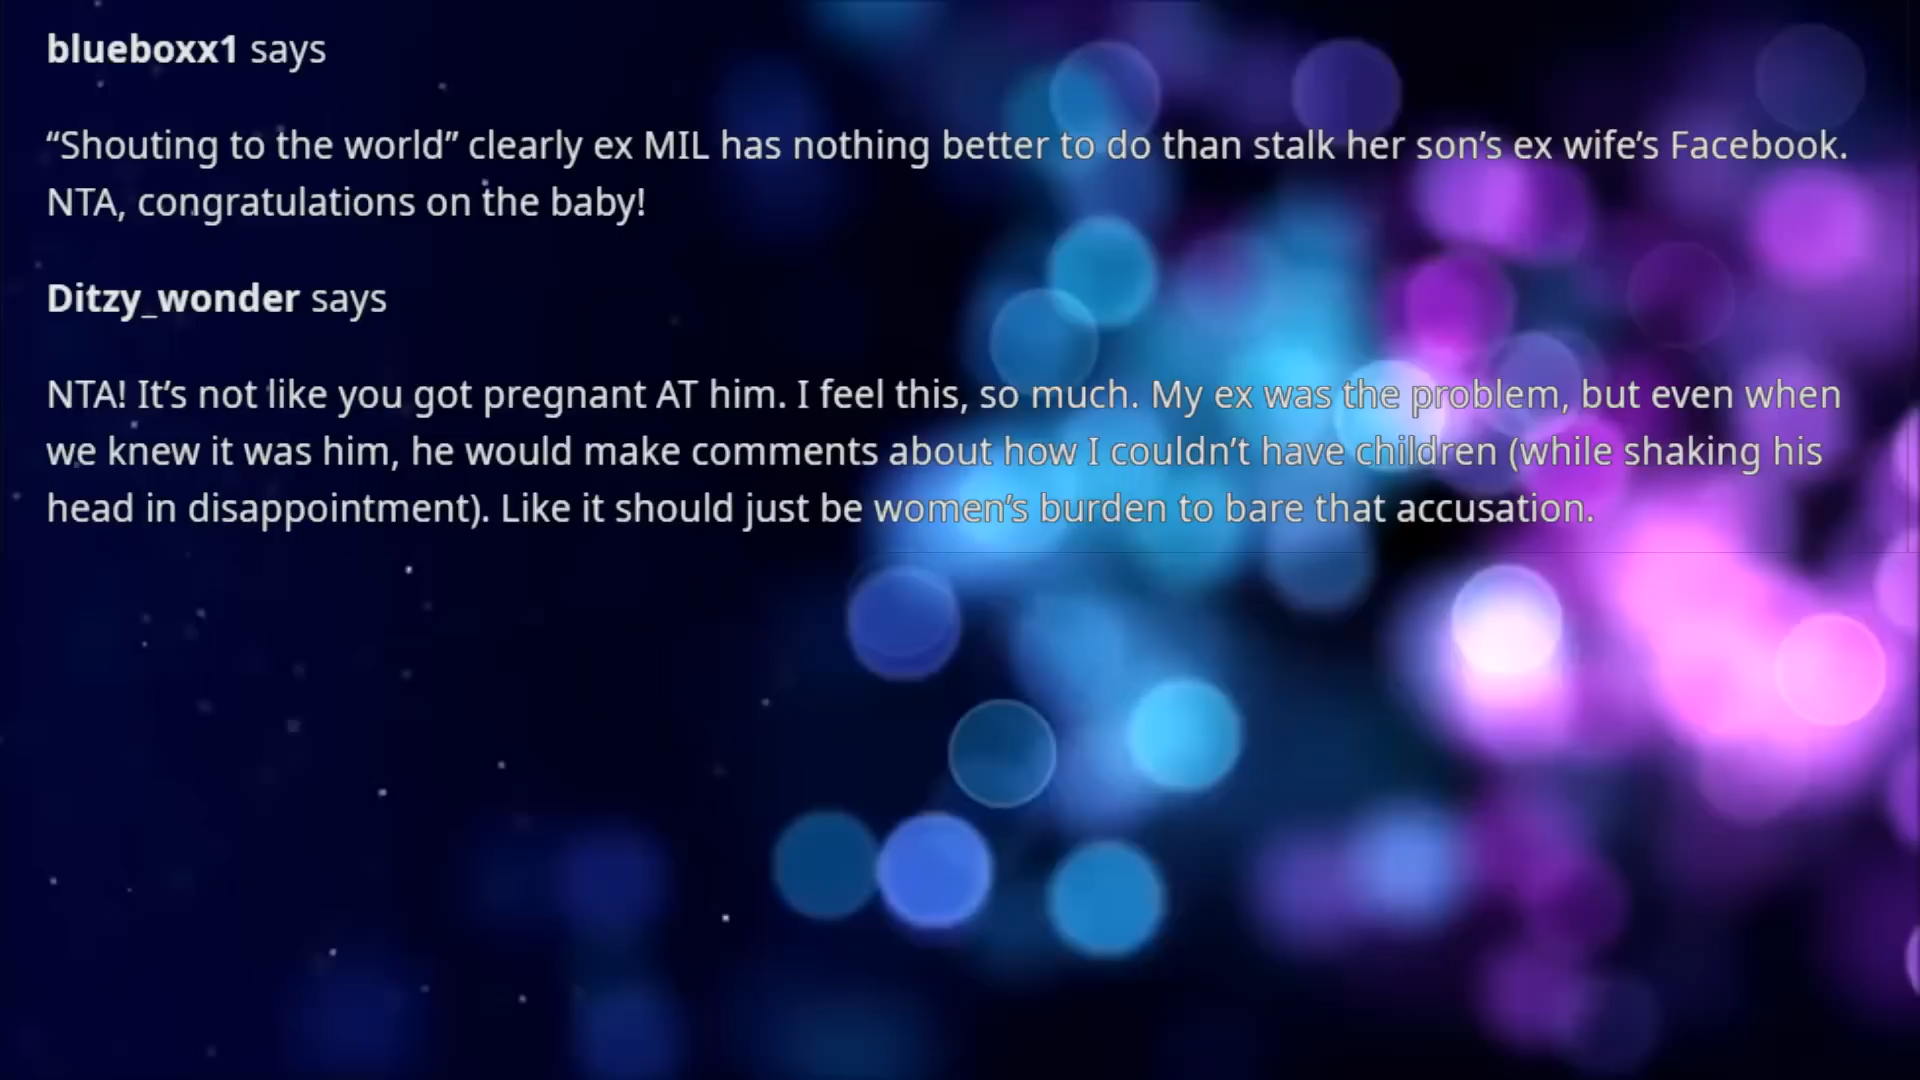 blueboxx1 says
“Shouting to the world” clearly ex MIL has nothing better to do than stalk her son’s ex wife’s Facebook.
NTA, congratulations on the baby!
Ditzy_wonder says
NTA! It’s not like you got pregnant AT him. I feel this, so much. My ex was the problem, but even when
we knew it was him, he would make comments about how I couldn’t have children (while shaking his
head in disappointment). Like it should just be women’s burden to bare that accusation.